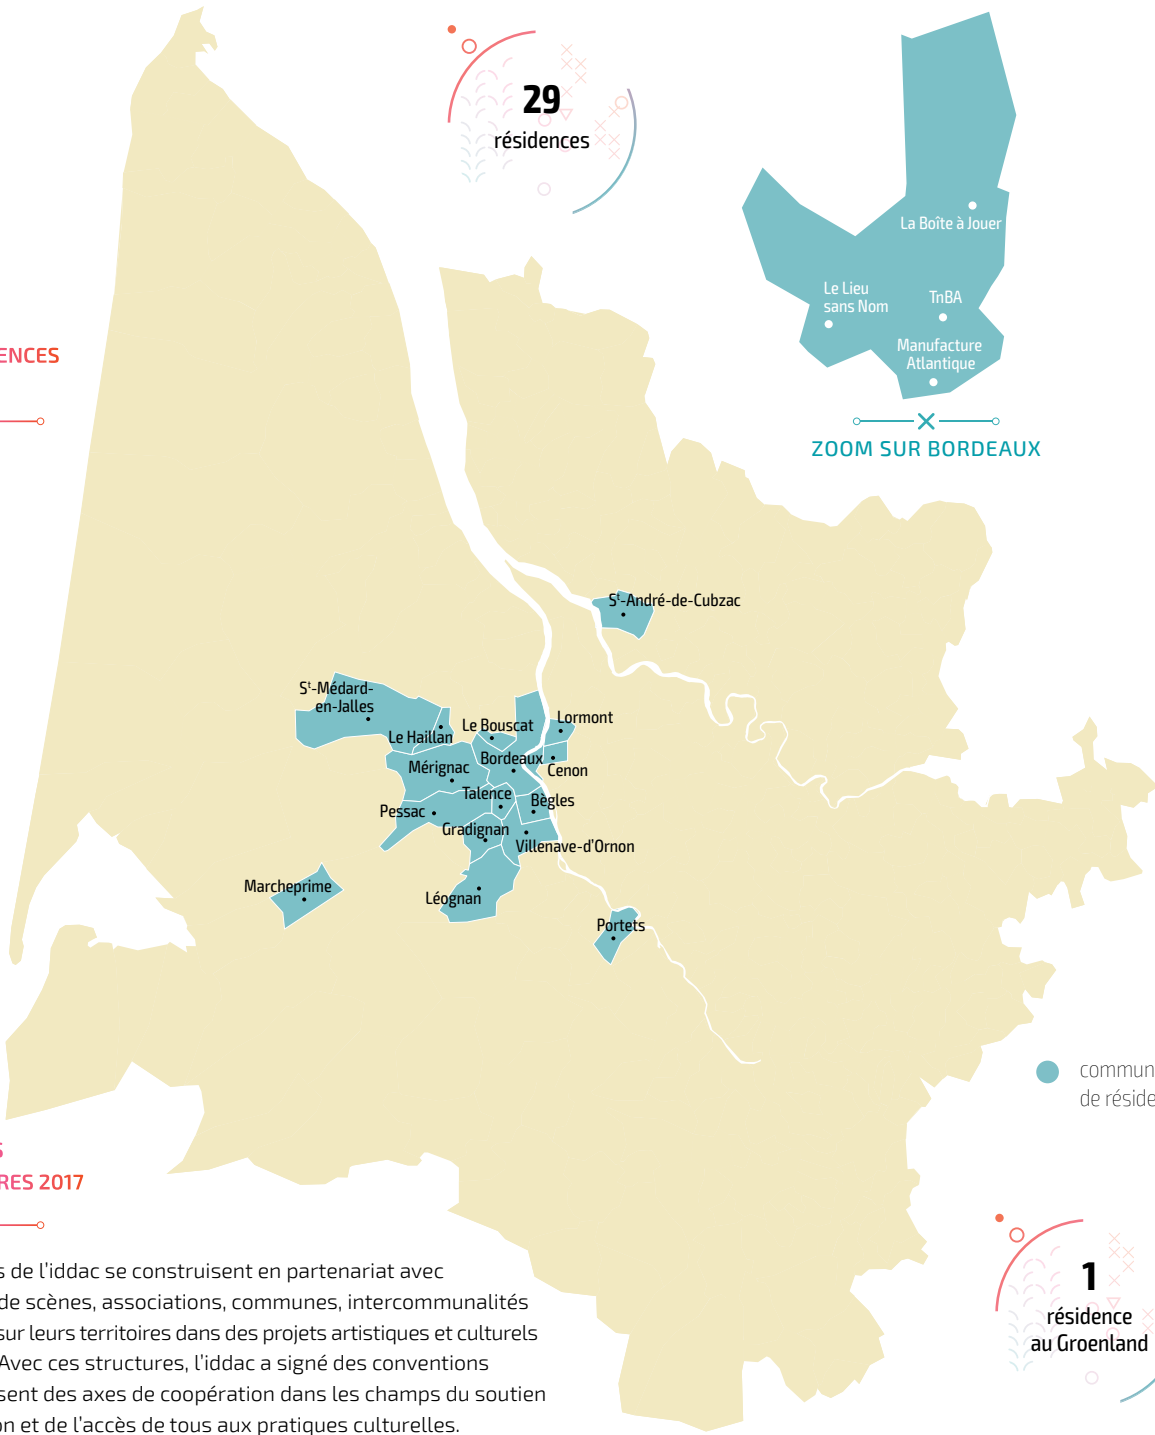 29
résidences
La Boîte à Jouer
Le Lieu
sans Nom
TnBA
Manufacture
Atlantique
ZOOM SUR BORDEAUX
ENCES
Sᵗ-André-de-Cubzac
Sᵗ-Médard-
en-Jalles
Le Haillan
Le Bouscat
Lormont
Bordeaux
Cenon
Mérignac
Talence
Bègles
Pessac
Gradignan
Villenave-d'Ornon
Marcheprime
Léognan
Portets
commun
de réside
S
RES 2017
s de l'iddac se construisent en partenariat avec
de scènes, associations, communes, intercommunalités
sur leurs territoires dans des projets artistiques et culturels
Avec ces structures, l'iddac a signé des conventions
sent des axes de coopération dans les champs du soutien
on et de l'accès de tous aux pratiques culturelles.
1
résidence
au Groenland